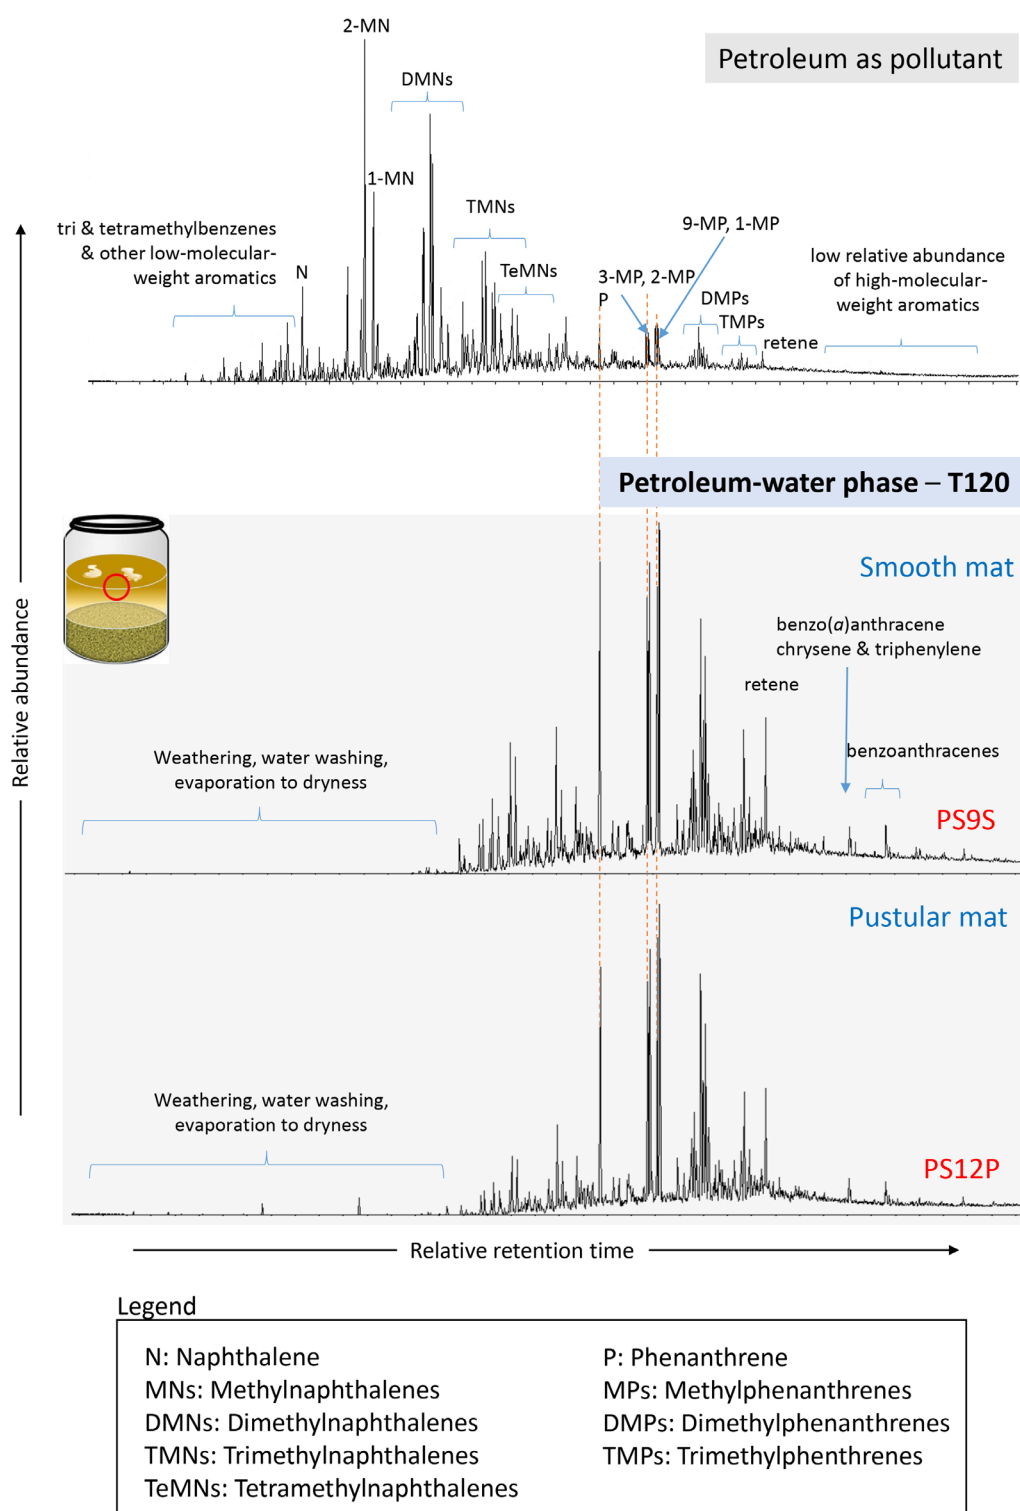 Petroleum as pollutant
2-MN
DMNs
1-MN
TMNs
TeMNs
tri & tetramethylbenzenes
& other low-molecular-
weight aromatics
N
9-MP, 1-MP
3-MP, 2-MP
P
DMPs
TMPs
retene
low relative abundance
of high-molecular-
weight aromatics
Relative abundance
Petroleum-water phase – T120
Smooth mat
benzo(a)anthracene
chrysene & triphenylene
retene
benzoanthracenes
Weathering, water washing,
evaporation to dryness
PS9S
Pustular mat
Weathering, water washing,
evaporation to dryness
PS12P
Relative retention time
Legend
N: Naphthalene
MNs: Methylnaphthalenes
DMNs: Dimethylnaphthalenes
TMNs: Trimethylnaphthalenes
TeMNs: Tetramethylnaphthalenes
P: Phenanthrene
MPs: Methylphenanthrenes
DMPs: Dimethylphenanthrenes
TMPs: Trimethylphenthrenes